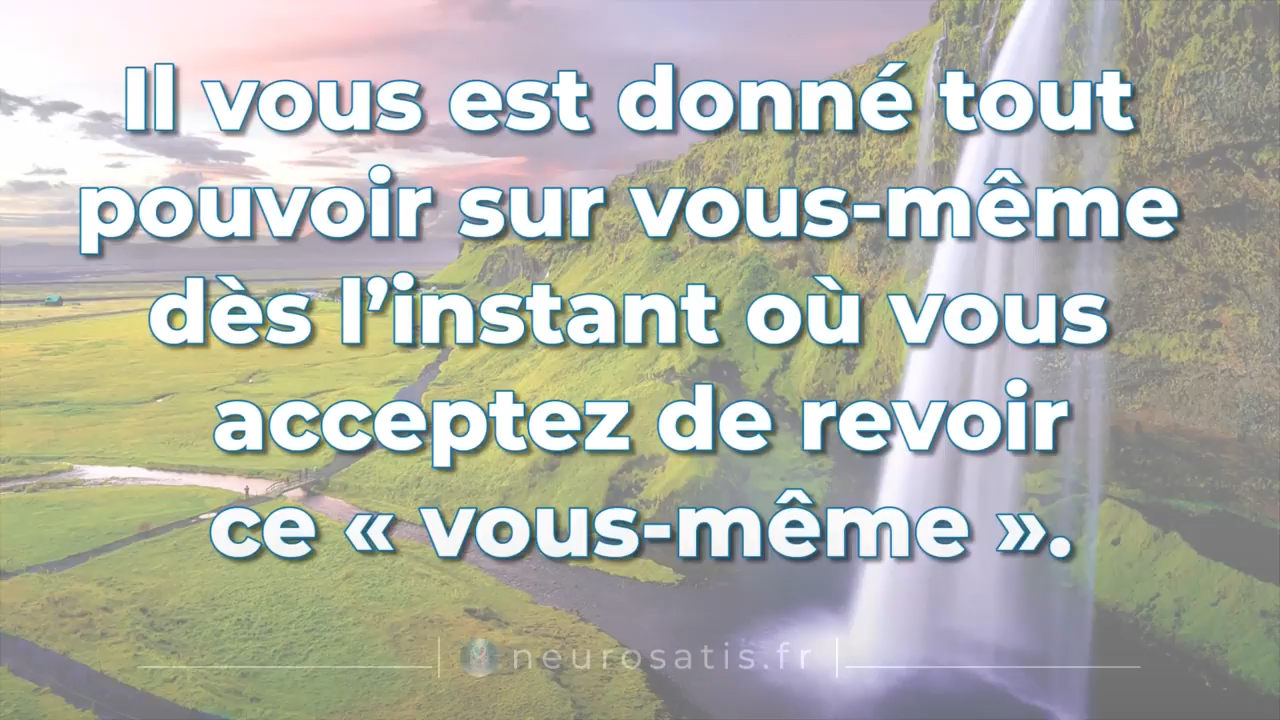 Il vous est donné tout
pouvoir sur vous-même
dès l’instant où vous
acceptez de revoir
ce « vous-même ».
neurosatis.fr